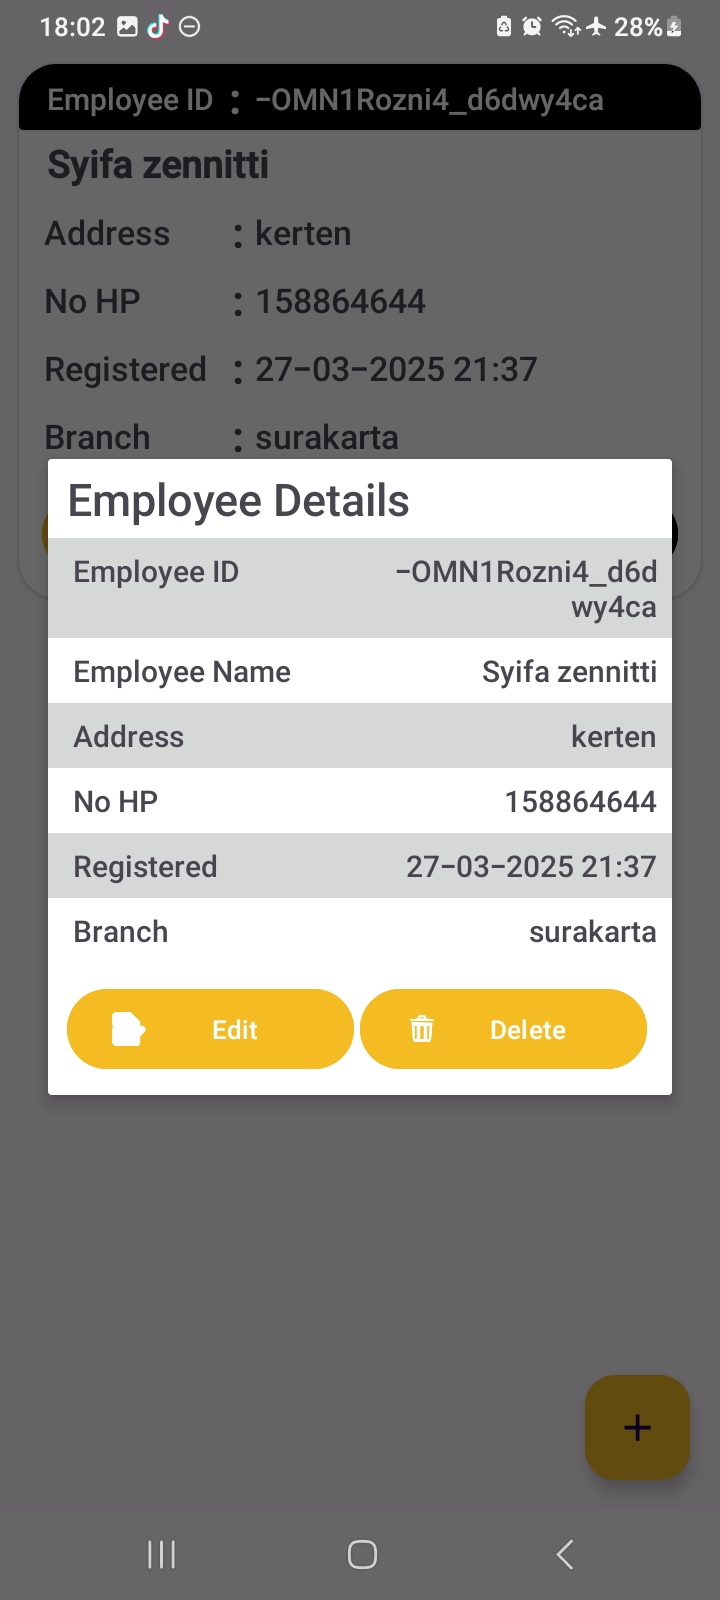 18:02 28%
Employee ID : -OMN1Rozni4_d6dwy4ca
Syifa zennitti
Address : kerten
No HP : 158864644
Registered : 27-03-2025 21:37
Branch : surakarta
Employee Details
Employee ID -OMN1Rozni4_d6d
wy4ca
Employee Name Syifa zennitti
Address kerten
No HP 158864644
Registered 27-03-2025 21:37
Branch surakarta
Edit Delete
+